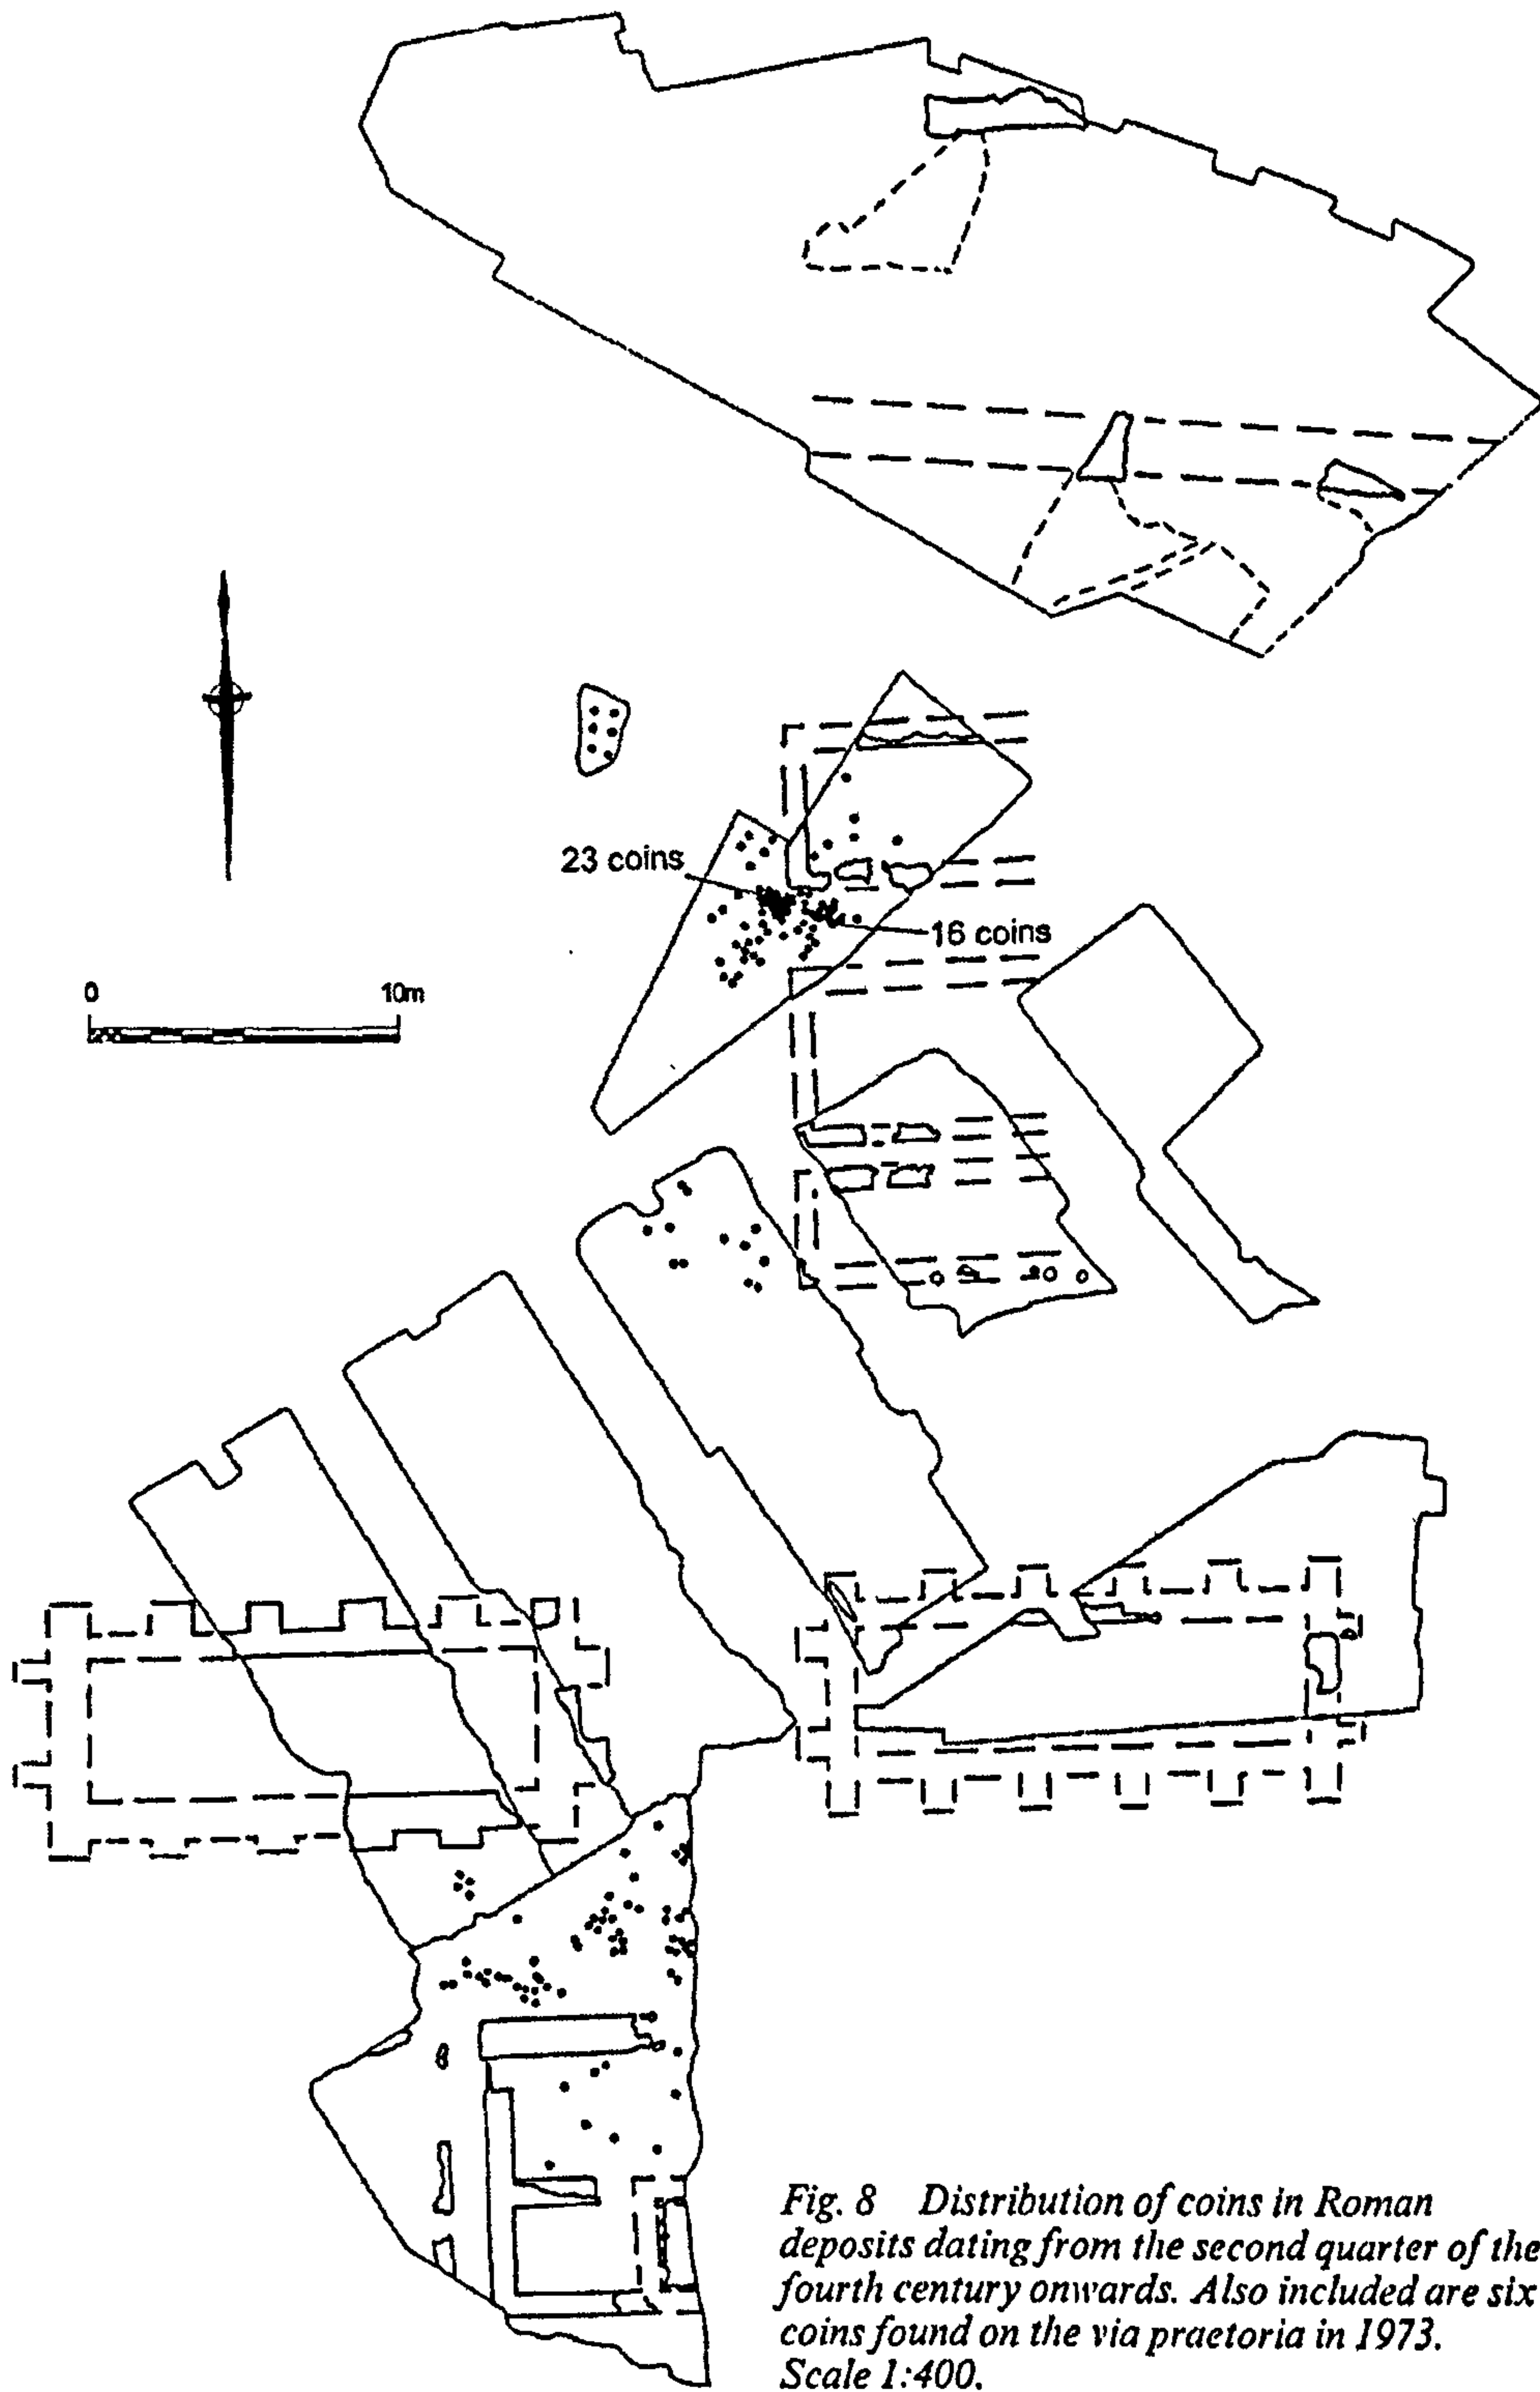 23 coins
16 coins
0 10m
Fig. 8 Distribution of coins in Roman
deposits dating from the second quarter of the
fourth century onwards. Also included are six
coins found on the via praetoria in 1973.
Scale 1:400.